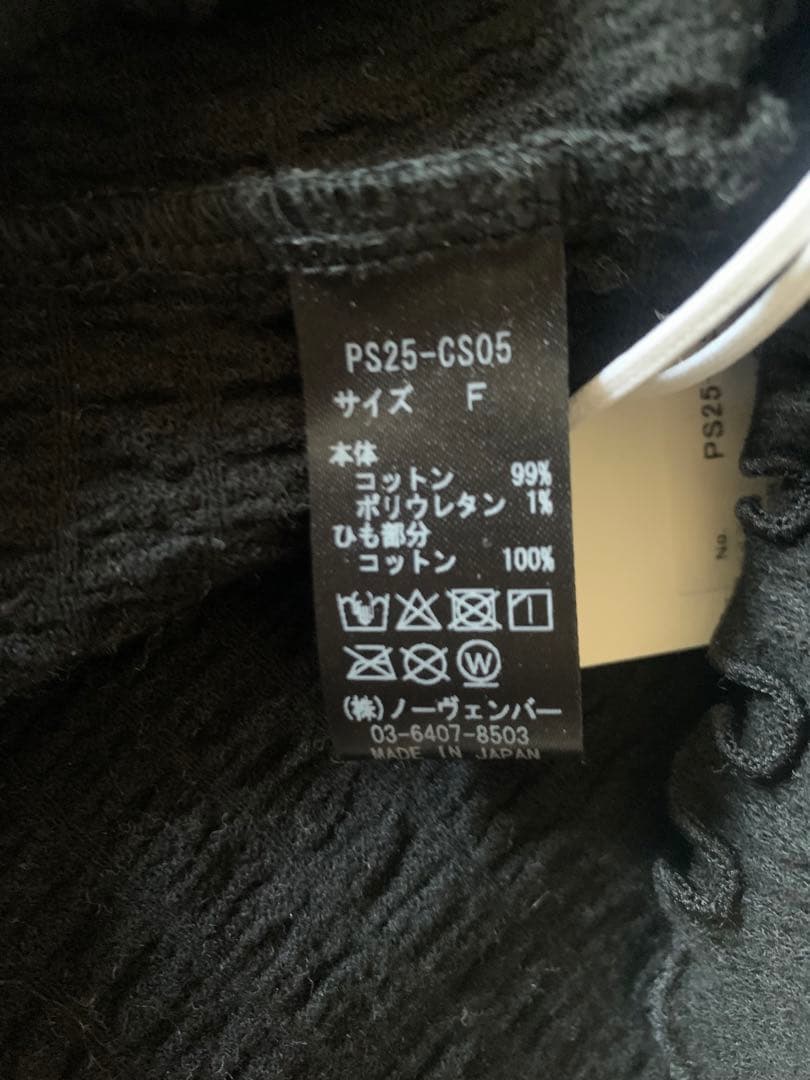 PS25-CS05
サイズ F
本体
コットン 99%
ポリウレタン 1%
ひも部分
コットン 100%
W
(株)ノーヴェンバー
03-6407-8503
MADE IN JAPAN
PS25-
No.